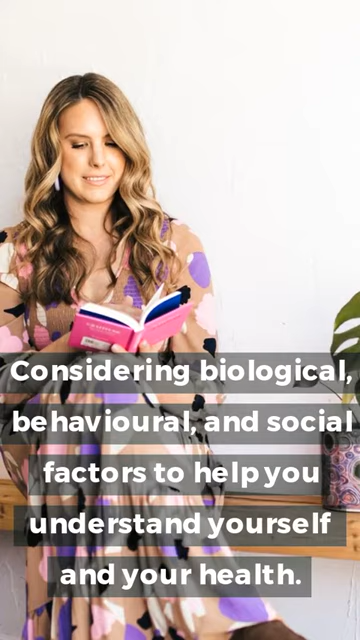 Considering biological,
behavioural, and social
factors to help you
understand yourself
and your health.